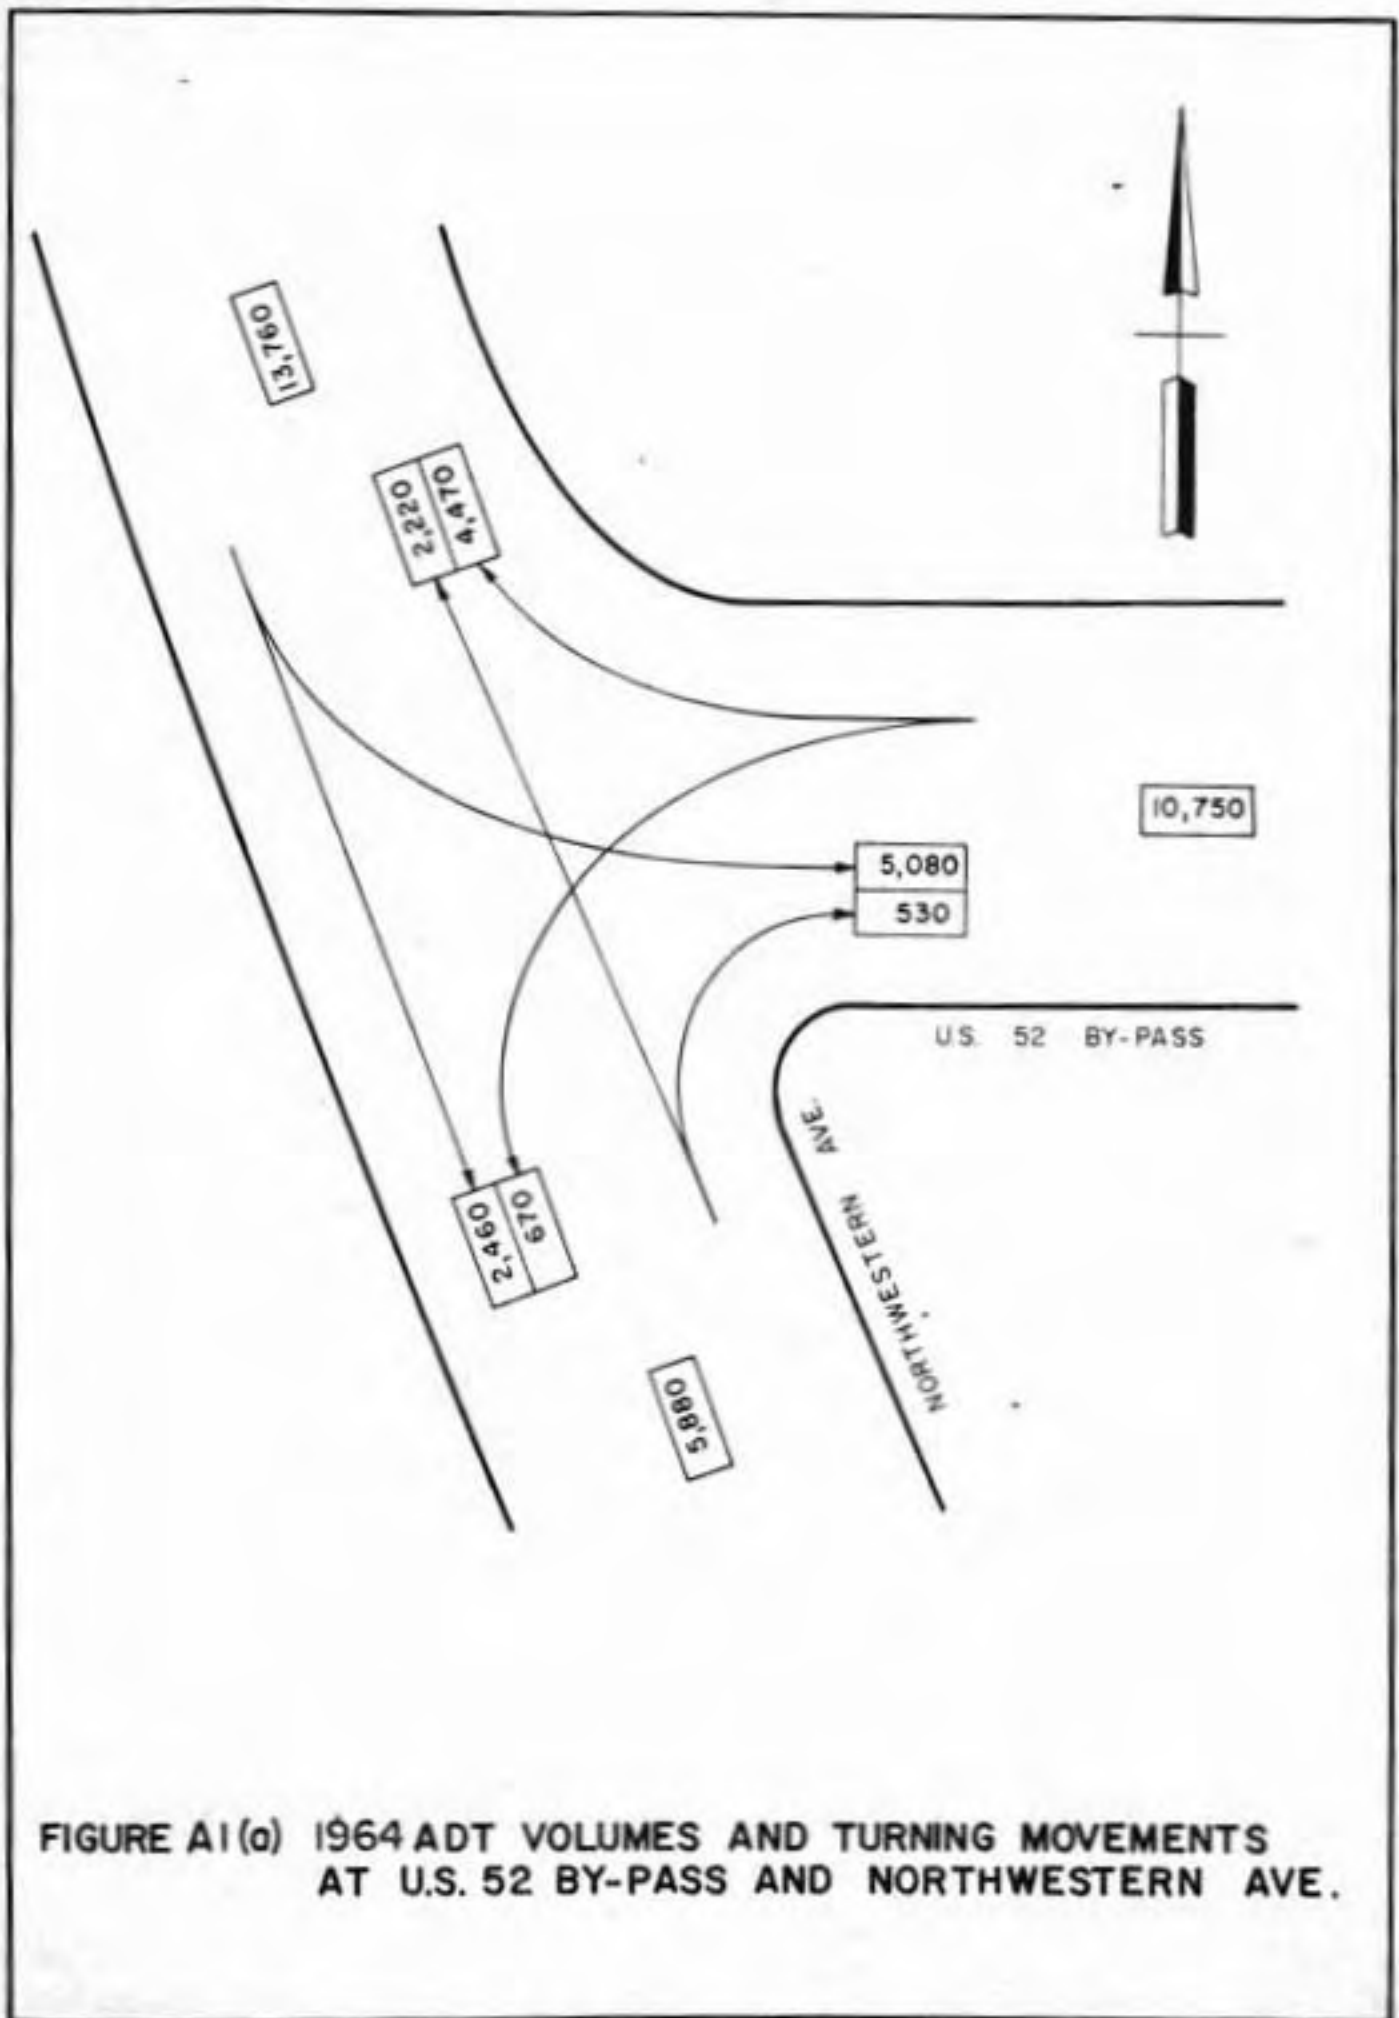 13,760
2,220
4,470
10,750
5,080
530
U.S. 52 BY-PASS
NORTHWESTERN AVE.
2,460
670
5,880
FIGURE A1(a) 1964 ADT VOLUMES AND TURNING MOVEMENTS
AT U.S. 52 BY-PASS AND NORTHWESTERN AVE.